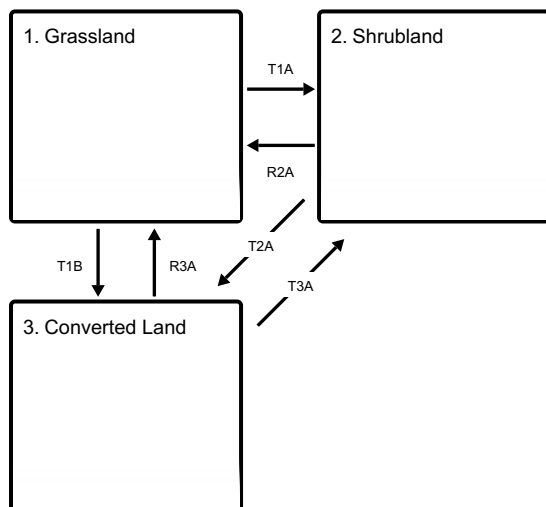 1. Grassland
2. Shrubland
T1A
R2A
T2A
T1B
R3A
T3A
3. Converted Land